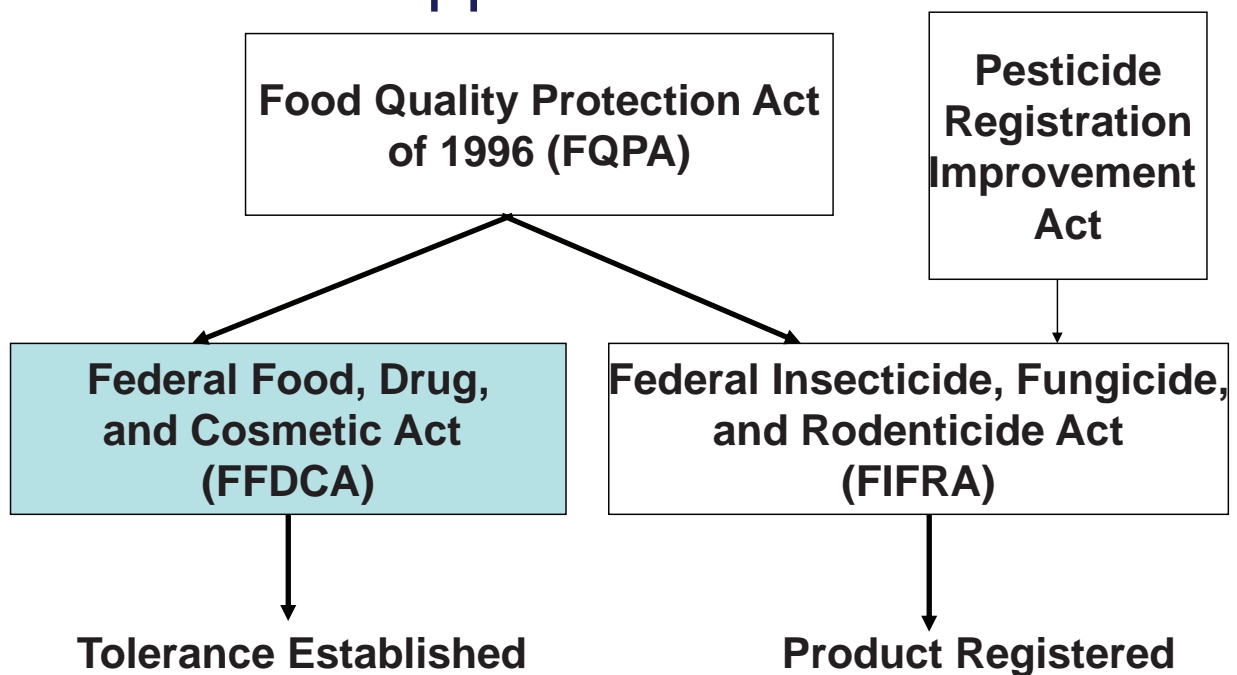 Food Quality Protection Act
of 1996 (FQPA)
Pesticide
Registration
Improvement
Act
Federal Food, Drug,
and Cosmetic Act
(FFDCA)
Federal Insecticide, Fungicide,
and Rodenticide Act
(FIFRA)
Tolerance Established
Product Registered